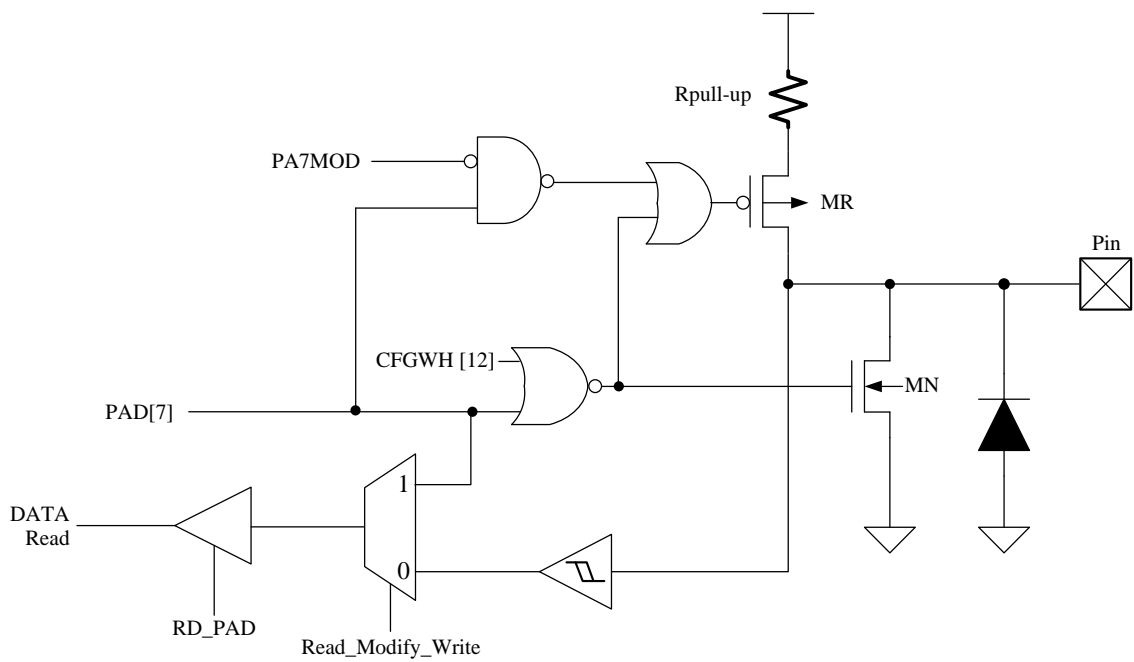 Rpull-up
PA7MOD
MR
Pin
CFGWH [12]
MN
PAD[7]
1
DATA
Read
0
RD_PAD
Read_Modify_Write